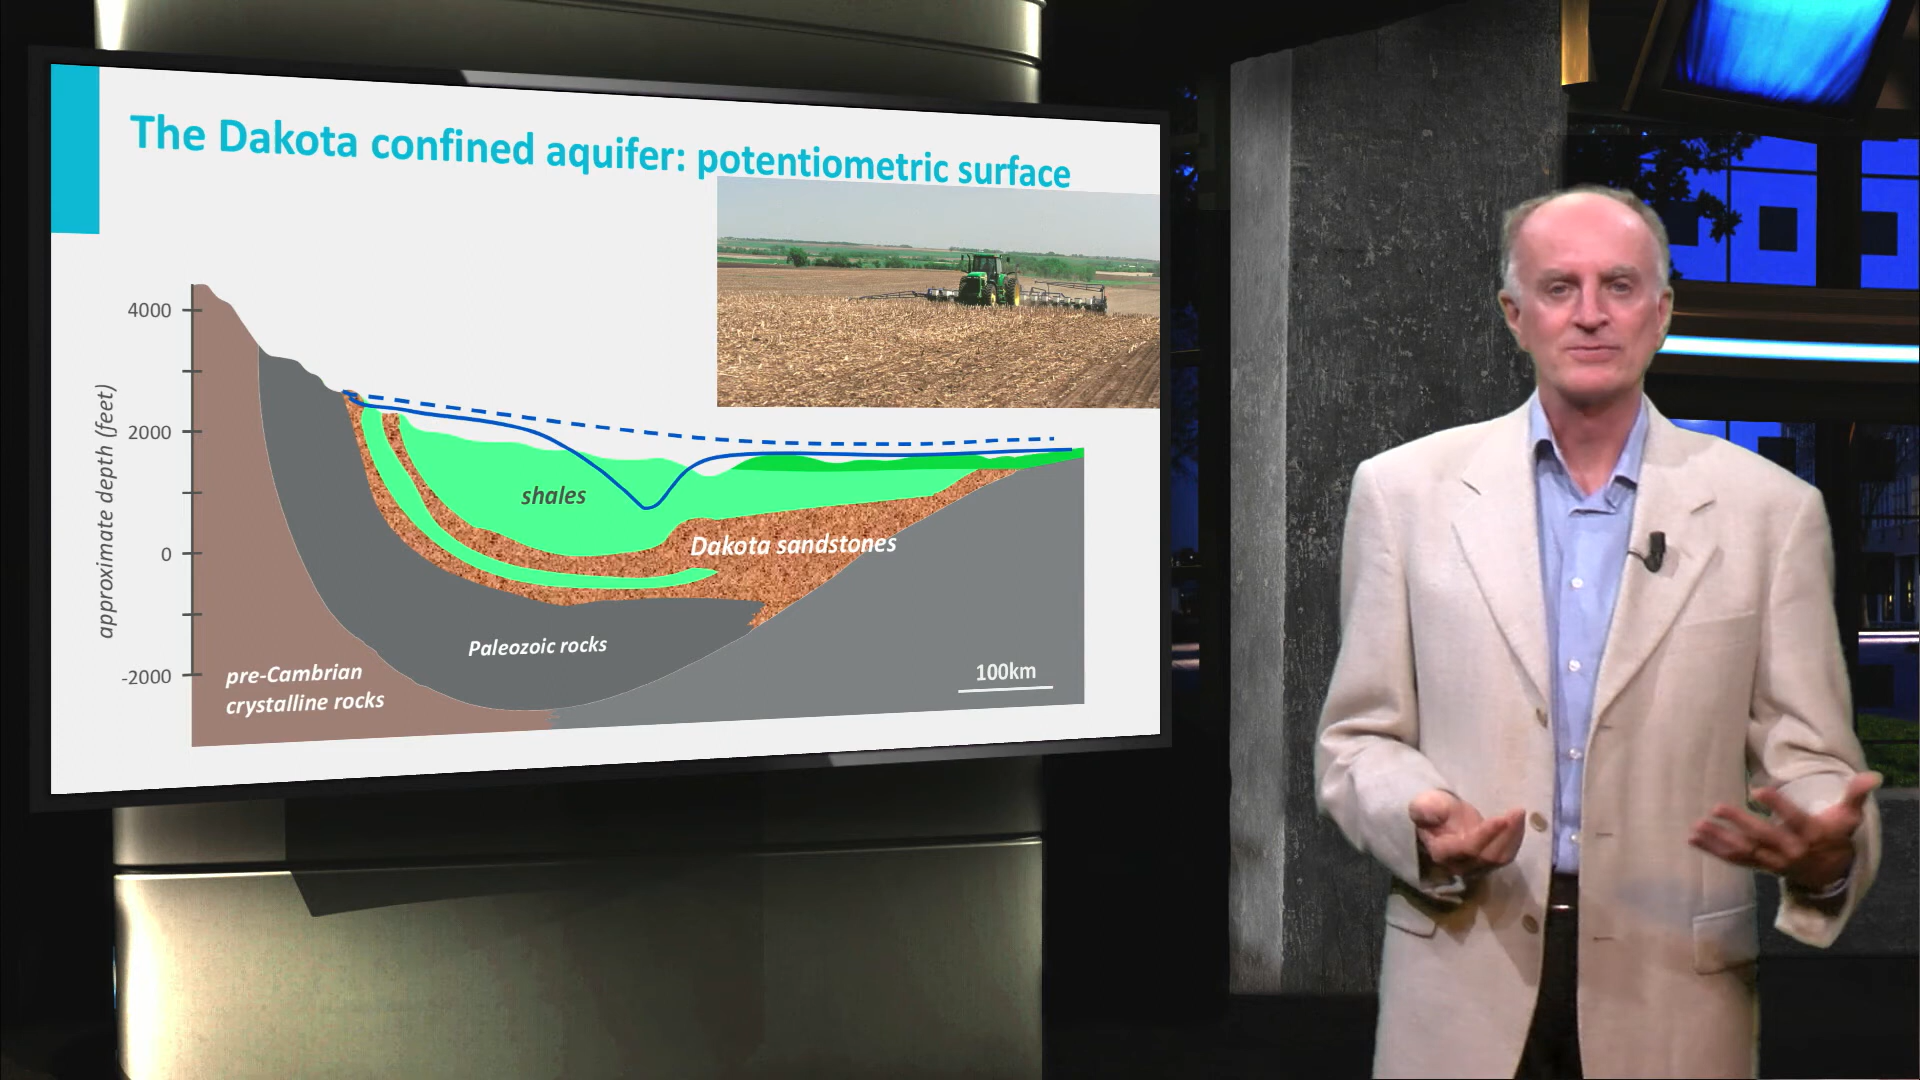 The Dakota confined aquifer: potentiometric surface
4000
2000
0
-2000
approximate depth (feet)
shales
Dakota sandstones
Paleozoic rocks
pre-Cambrian
crystalline rocks
100km